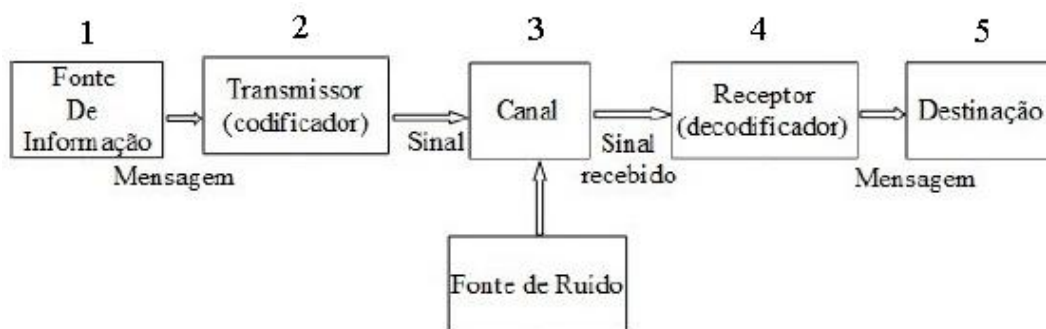 1
2
3
4
5
Fonte
De
Informação
Mensagem
Transmissor
(codificador)
Sinal
Canal
Sinal
recebido
Receptor
(decodificador)
Mensagem
Destinação
Fonte de Ruído